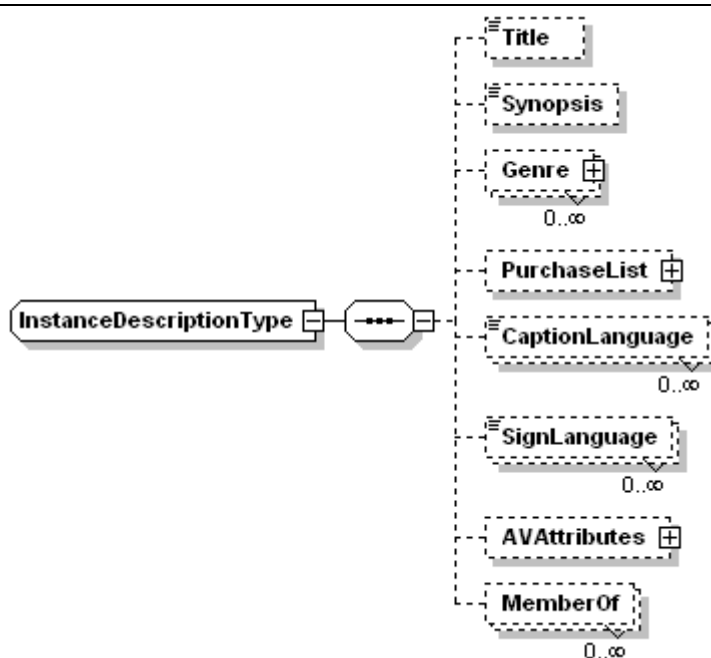 Title
Synopsis
Genre
0..∞
PurchaseList
InstanceDescriptionType
CaptionLanguage
0..∞
SignLanguage
0..∞
AVAttributes
MemberOf
0..∞